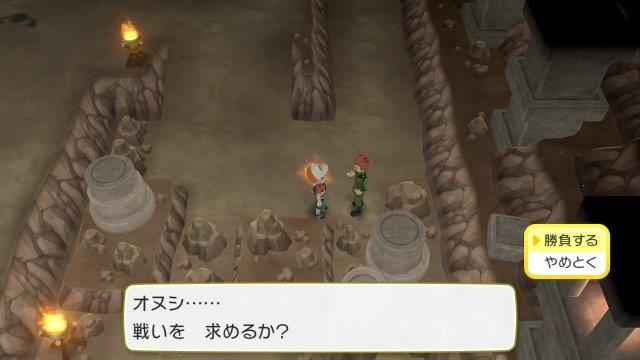 勝負する
やめとく
オヌシ……
戦いを　求めるか?